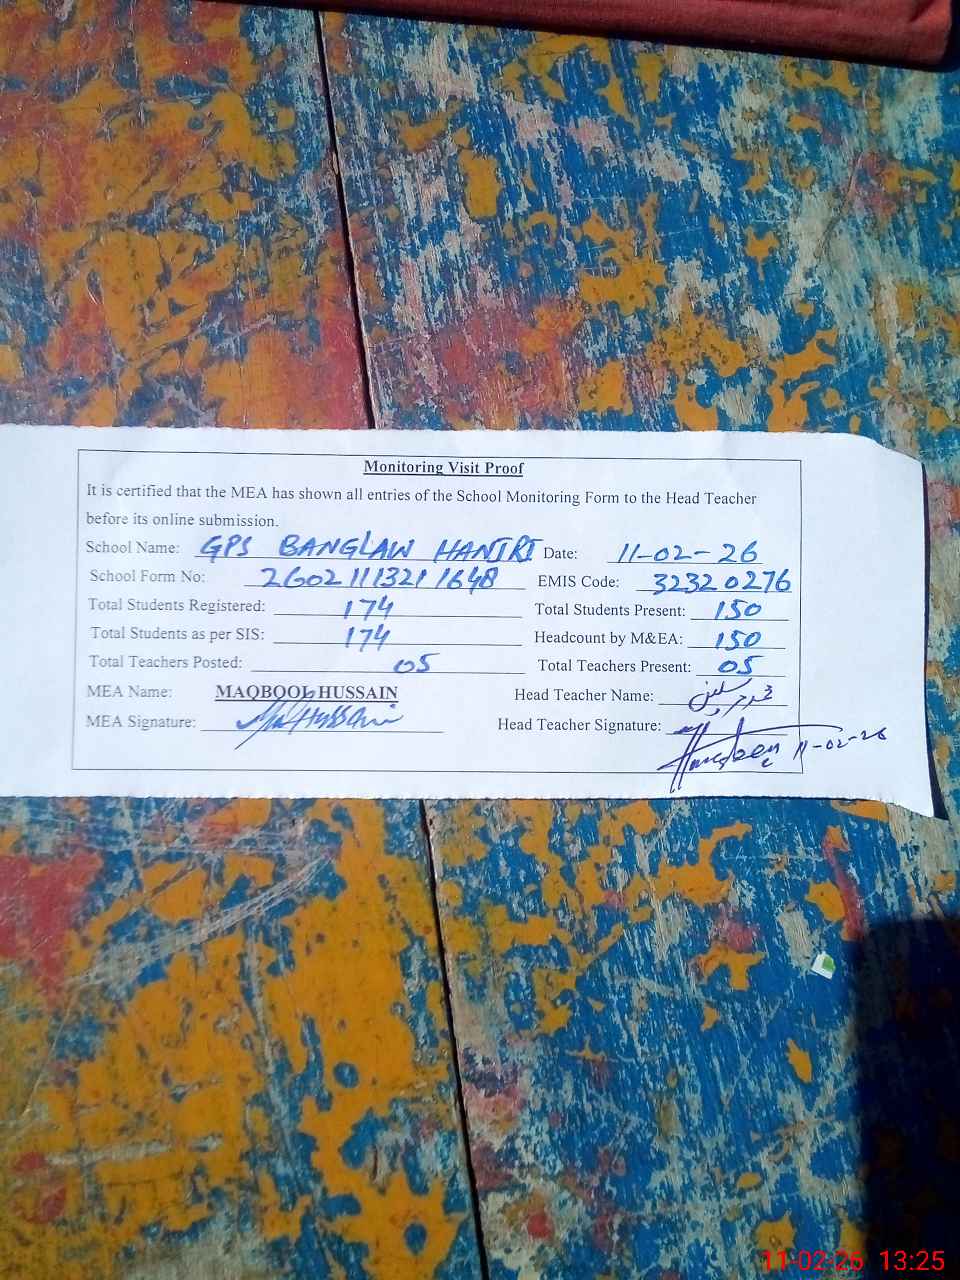 Monitoring Visit Proof
It is certified that the MEA has shown all entries of the School Monitoring Form to the Head Teacher
before its online submission.
School Name: GPS BANGLAW HANTRI Date: 11-02-26
School Form No: 26021113211648 EMIS Code: 32320276
Total Students Registered: 174 Total Students Present: 150
Total Students as per SIS: 174 Headcount by M&EA: 150
Total Teachers Posted: 05 Total Teachers Present: 05
MEA Name: MAQBOOL HUSSAIN Head Teacher Name:
MEA Signature: Head Teacher Signature:
11-02-26
11-02-26 13:25